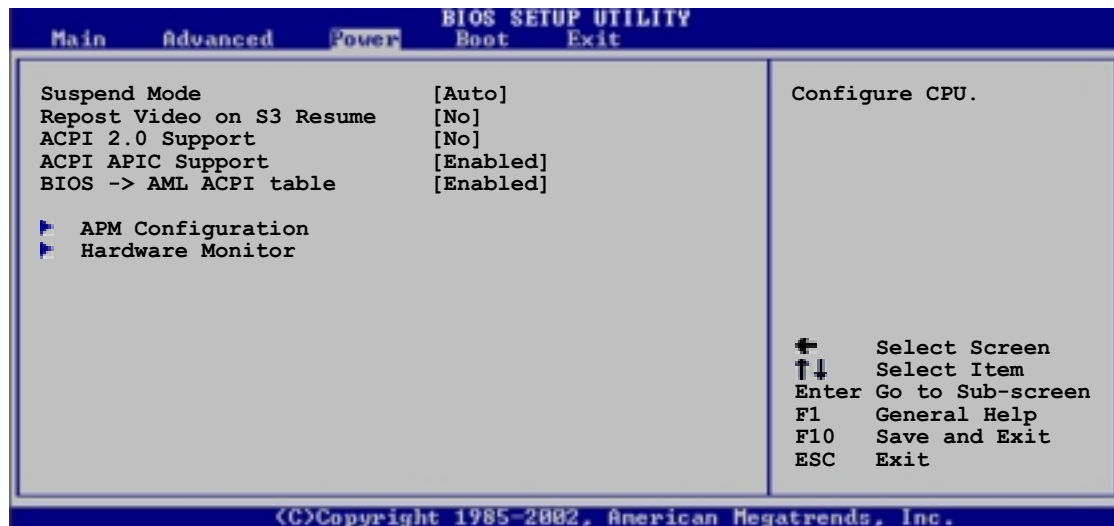 BIOS SETUP UTILITY
Main Advanced Power Boot Exit
Suspend Mode [Auto]
Repost Video on S3 Resume [No]
ACPI 2.0 Support [No]
ACPI APIC Support [Enabled]
BIOS -> AML ACPI table [Enabled]
APM Configuration
Hardware Monitor
Configure CPU.
← Select Screen
↑↓ Select Item
Enter Go to Sub-screen
F1 General Help
F10 Save and Exit
ESC Exit
(C)Copyright 1985-2002, American Megatrends, Inc.